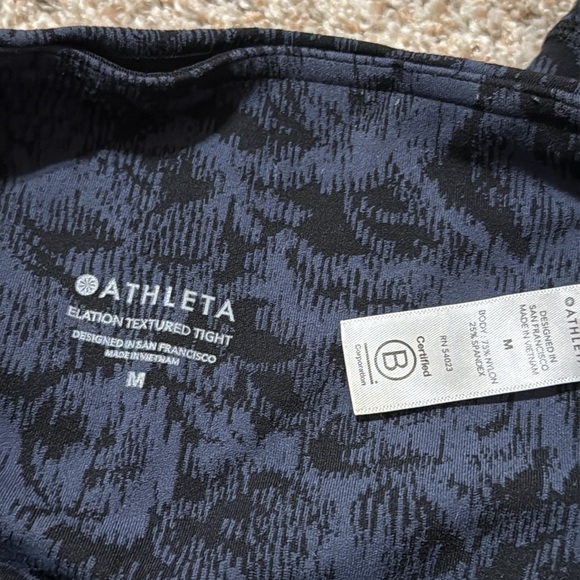 ATHLETA
ELATION TEXTURED TIGHT
DESIGNED IN SAN FRANCISCO
MADE IN VIETNAM
M
ATHLETA
DESIGNED IN
SAN FRANCISCO
MADE IN VIETNAM
M
BODY: 75% NYLON
25% SPANDEX
RN 54023
Certified
B
Corporation